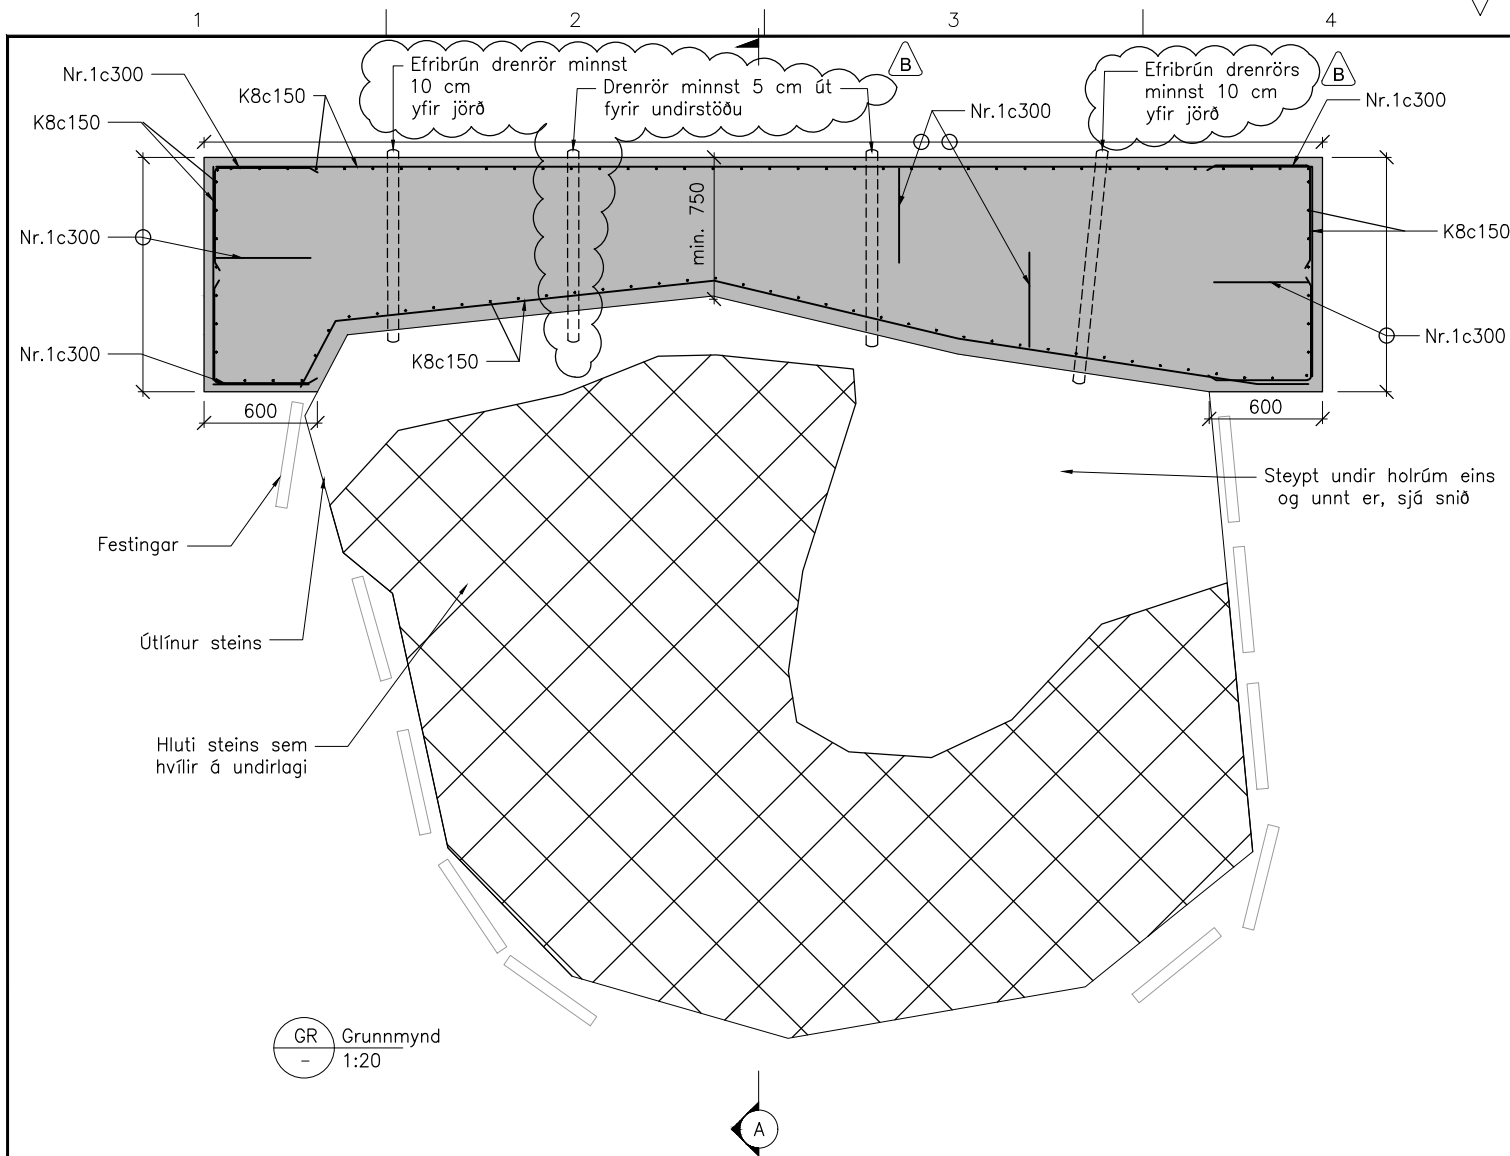 1
2
3
4
Nr.1c300
K8c150
K8c150
Efribrún drenrör minnst
10 cm
yfir jörð
Drenrör minnst 5 cm út
fyrir undirstöðu
B
Nr.1c300
Efribrún drenrörs
minnst 10 cm
yfir jörð
B
Nr.1c300
min. 750
Nr.1c300
K8c150
Nr.1c300
K8c150
Nr.1c300
600
600
Steypt undir holrúm eins
og unnt er, sjá snið
Festingar
Útlínur steins
Hluti steins sem
hvílir á undirlagi
GR
-
Grunnmynd
1:20
A